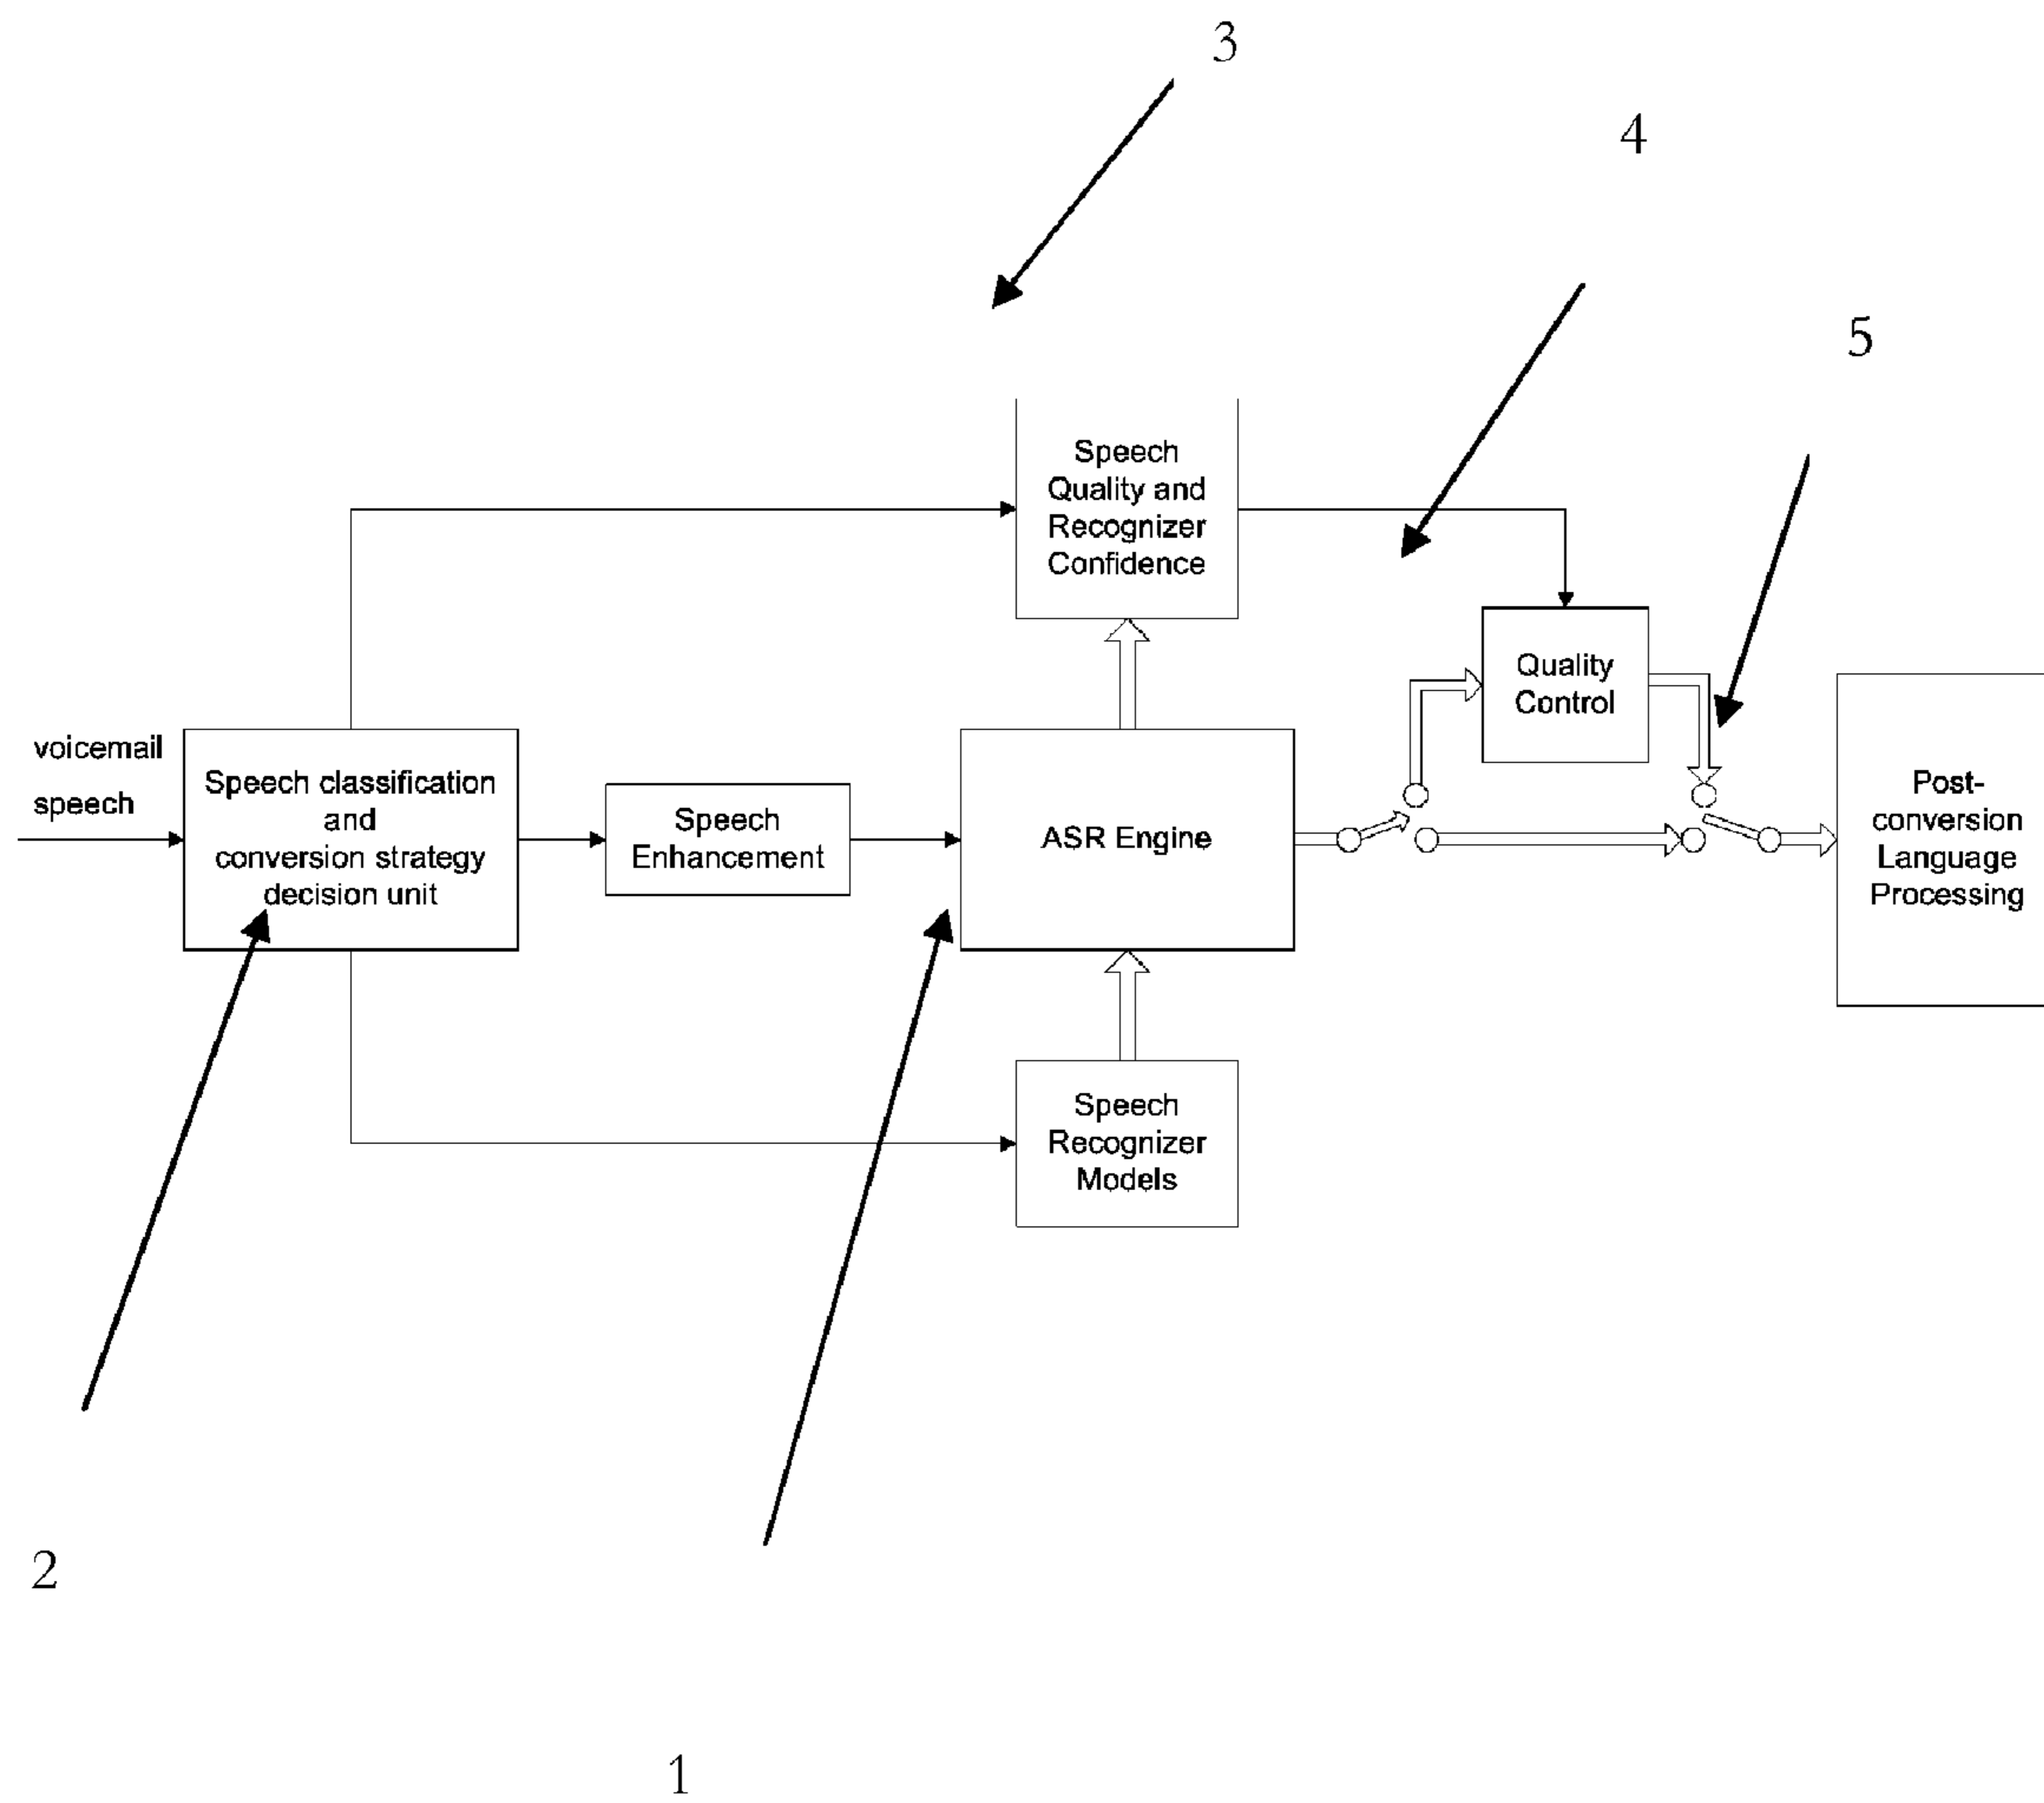 3
4
5
Speech
Quality and
Recognizer
Confidence
Quality
Control
voicemail
speech
Speech classification
and
conversion strategy
decision unit
Speech
Enhancement
ASR Engine
Post-
conversion
Language
Processing
Speech
Recognizer
Models
2
1